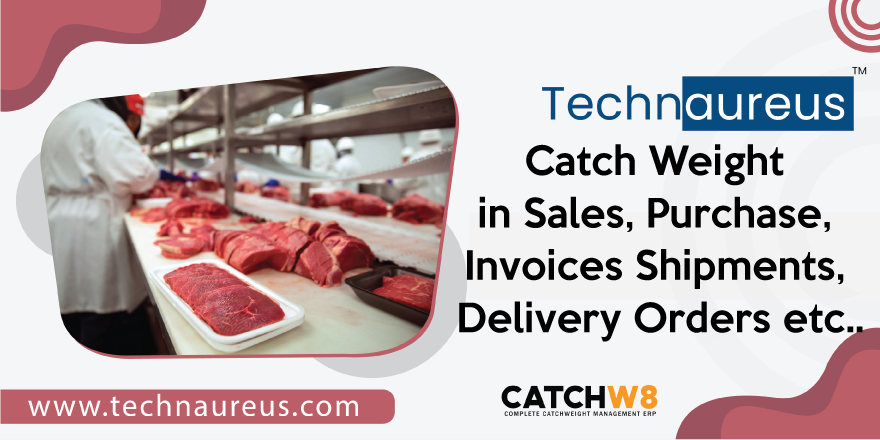 TM
Technaureus
Catch Weight
in Sales, Purchase,
Invoices Shipments,
Delivery Orders etc..
CATCHW8
COMPLETE CATCHWEIGHT MANAGEMENT ERP
www.technaureus.com